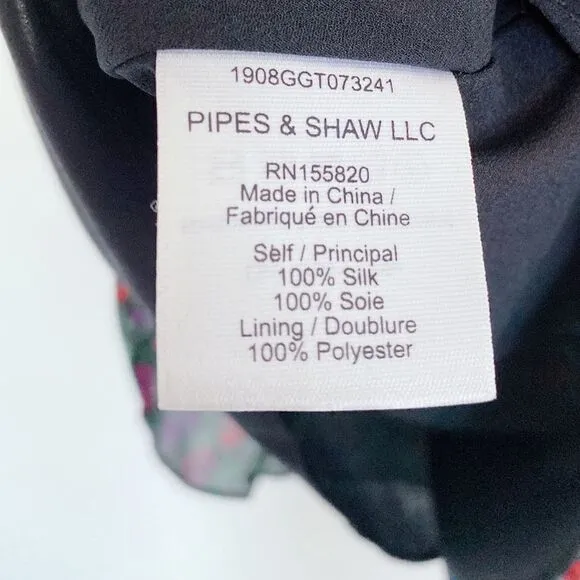 1908GGT073241
PIPES & SHAW LLC
RN155820
Made in China /
Fabriqué en Chine
Self / Principal
100% Silk
100% Soie
Lining / Doublure
100% Polyester